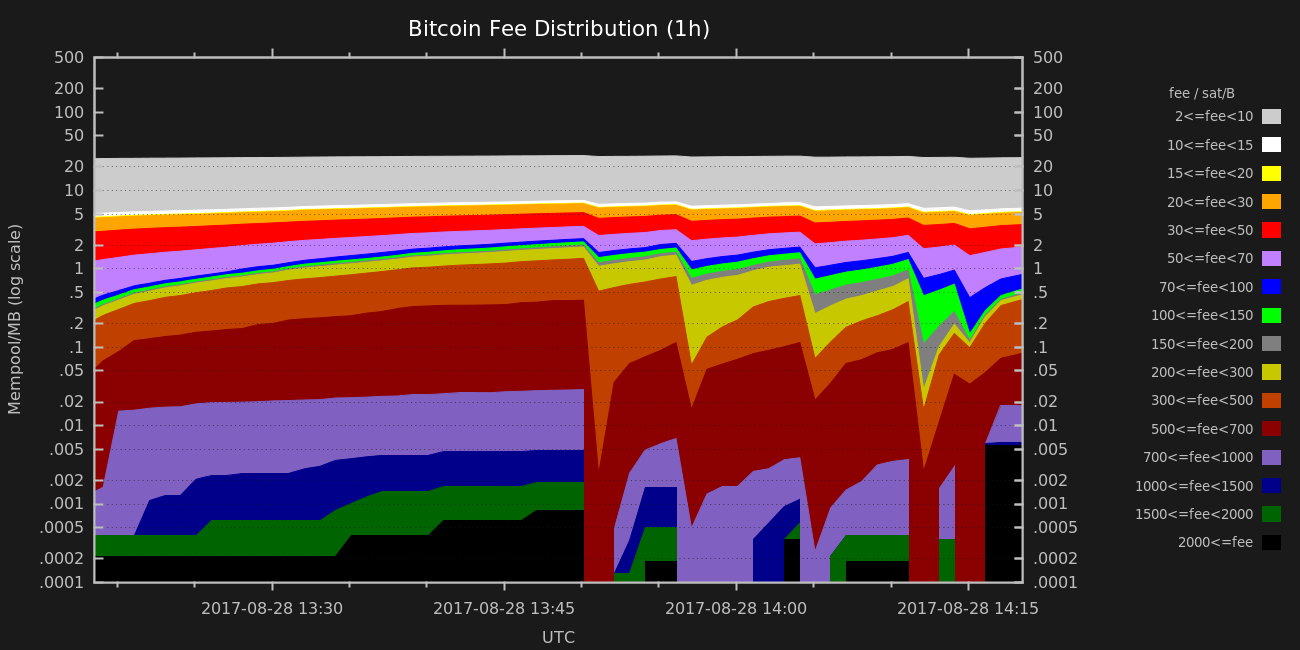 Bitcoin Fee Distribution (1h)
500 500
200 200
100 100
50 50
20 20
10 10
5 5
2 2
1 1
.5 .5
.2 .2
.1 .1
.05 .05
.02 .02
.01 .01
.005 .005
.002 .002
.001 .001
.0005 .0005
.0002 .0002
.0001 .0001
Mempool/MB (log scale)
2017-08-28 13:30 2017-08-28 13:45 2017-08-28 14:00 2017-08-28 14:15
UTC
fee / sat/B
2<=fee<10
10<=fee<15
15<=fee<20
20<=fee<30
30<=fee<50
50<=fee<70
70<=fee<100
100<=fee<150
150<=fee<200
200<=fee<300
300<=fee<500
500<=fee<700
700<=fee<1000
1000<=fee<1500
1500<=fee<2000
2000<=fee